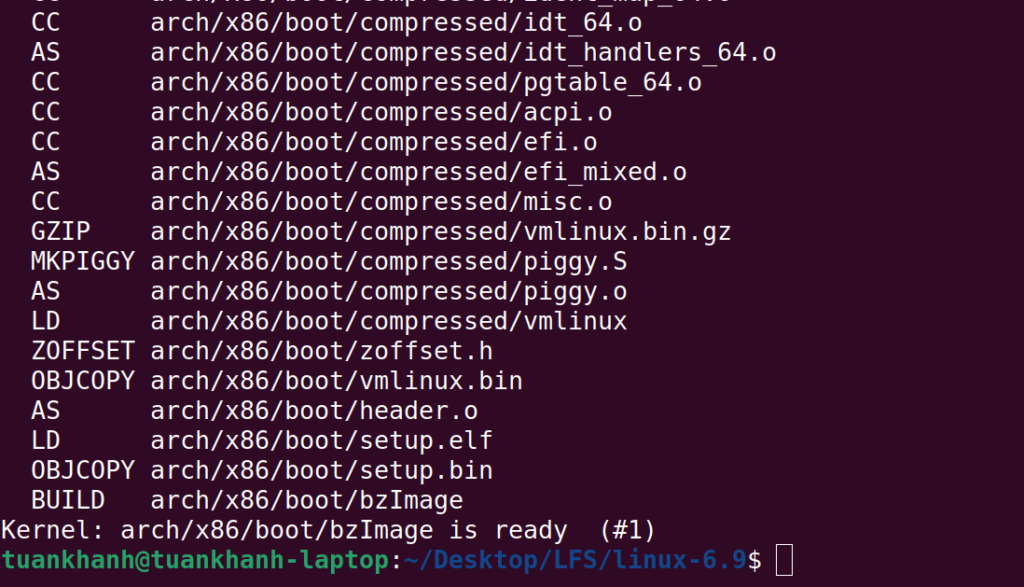 CC arch/x86/boot/compressed/ident_map_64.o
CC arch/x86/boot/compressed/idt_64.o
AS arch/x86/boot/compressed/idt_handlers_64.o
CC arch/x86/boot/compressed/pgtable_64.o
CC arch/x86/boot/compressed/acpi.o
CC arch/x86/boot/compressed/efi.o
AS arch/x86/boot/compressed/efi_mixed.o
CC arch/x86/boot/compressed/misc.o
GZIP arch/x86/boot/compressed/vmlinux.bin.gz
MKPIGGY arch/x86/boot/compressed/piggy.S
AS arch/x86/boot/compressed/piggy.o
LD arch/x86/boot/compressed/vmlinux
ZOFFSET arch/x86/boot/zoffset.h
OBJCOPY arch/x86/boot/vmlinux.bin
AS arch/x86/boot/header.o
LD arch/x86/boot/setup.elf
OBJCOPY arch/x86/boot/setup.bin
BUILD arch/x86/boot/bzImage
Kernel: arch/x86/boot/bzImage is ready (#1)
tuankhanh@tuankhanh-laptop:~/Desktop/LFS/linux-6.9$